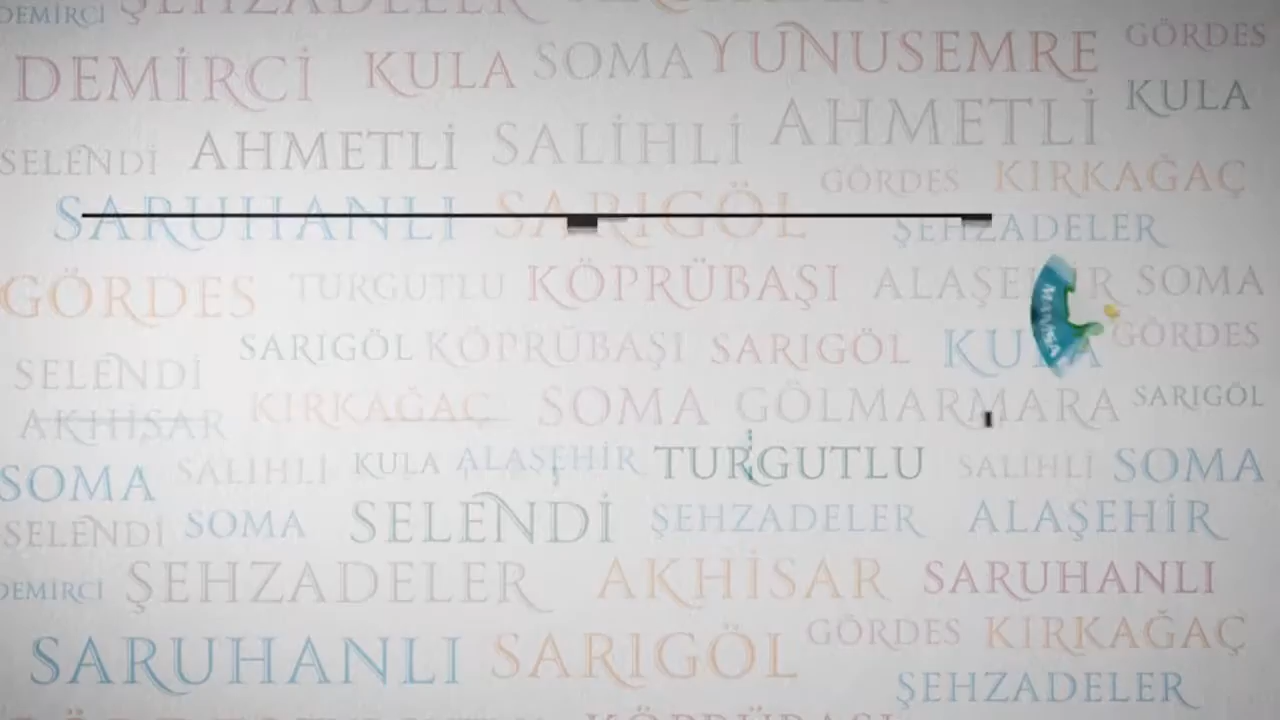 DEMİRCİ ŞEHZADELER
DEMİRCİ KULA SOMA YUNUSEMRE GÖRDES
KULA
SELENDİ AHMETLİ SALİHLİ AHMETLİ
GÖRDES KIRKAĞAÇ
SARUHANLI SARIGÖL ŞEHZADELER
GÖRDES TURGUTLU KÖPRÜBAŞI ALAŞEHİR SOMA
SELENDİ SARIGÖL KÖPRÜBAŞI SARIGÖL KULA GÖRDES
MANİSA
AKHİSAR KIRKAĞAÇ SOMA GÖLMARMARA SARIGÖL
SOMA SALİHLİ KULA ALAŞEHİR TURGUTLU SALİHLİ SOMA
SELENDİ SOMA SELENDİ ŞEHZADELER ALAŞEHİR
DEMİRCİ ŞEHZADELER AKHİSAR SARUHANLI
SARUHANLI SARIGÖL GÖRDES KIRKAĞAÇ
ŞEHZADELER
KÖPRÜBAŞI